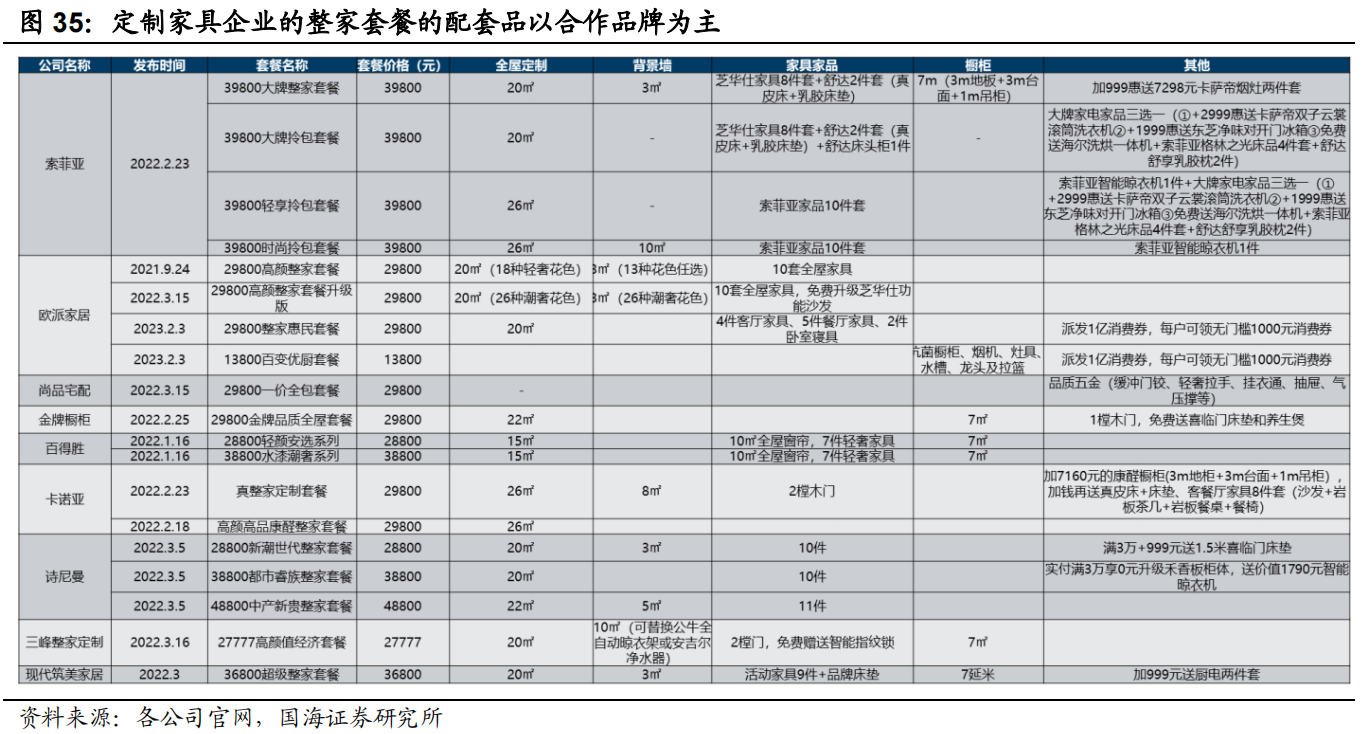 图 35：定制家具企业的整家套餐的配套品以合作品牌为主
公司名称 发布时间 套餐名称 套餐价格（元） 全屋定制 背景墙 家具家品 橱柜 其他
索菲亚 2022.2.23
39800大牌整家套餐 39800 20㎡ 3㎡ 芝华仕家具8件套+舒达2件套（真
皮床+乳胶床垫） 7m（3m地板+3m台
面+1m吊柜） 加999惠送7298元卡萨帝烟灶两件套
39800大牌拎包套餐 39800 20㎡ - 芝华仕家具8件套+舒达2件套（真
皮床+乳胶床垫）+舒达床头柜1件 -
大牌家电家品三选一（①+2999惠送卡萨帝双子云裳
滚筒洗衣机②+1999惠送东芝净味对开门冰箱③免费
送海尔洗烘一体机+索菲亚格林之光床品4件套+舒达
舒享乳胶枕2件）
39800轻享拎包套餐 39800 26㎡ - 索菲亚家品10件套
索菲亚智能晾衣机1件+大牌家电家品三选一（①
+2999惠送卡萨帝双子云裳滚筒洗衣机②+1999惠送
东芝净味对开门冰箱③免费送海尔洗烘一体机+索菲亚
格林之光床品4件套+舒达舒享乳胶枕2件）
39800时尚拎包套餐 39800 26㎡ 10㎡ 索菲亚家品10件套 索菲亚智能晾衣机1件
欧派家居
2021.9.24 29800高颜整家套餐 29800 20㎡（18种轻奢花色） 3㎡（13种花色任选） 10套全屋家具
2022.3.15 29800高颜整家套餐升级
版 29800 20㎡（26种潮奢花色） 3㎡（26种潮奢花色） 10套全屋家具，免费升级芝华仕功
能沙发
2023.2.3 29800整家惠民套餐 29800 20㎡ 4件客厅家具、5件餐厅家具、2件
卧室寝具 派发1亿消费券，每户可领无门槛1000元消费券
2023.2.3 13800百变优厨套餐 13800 抗菌橱柜、烟机、灶具、
水槽、龙头及拉篮 派发1亿消费券，每户可领无门槛1000元消费券
尚品宅配 2022.3.15 29800一价全包套餐 29800 - 品质五金（缓冲门铰、轻奢拉手、挂衣通、抽屉、气
压撑等）
金牌橱柜 2022.2.25 29800金牌品质全屋套餐 29800 22㎡ 7㎡ 1樘木门，免费送喜临门床垫和养生煲
百得胜
2022.1.16 28800轻颜安选系列 28800 15㎡ 10㎡全屋窗帘，7件轻奢家具 7㎡
2022.1.16 38800水漆潮奢系列 38800 15㎡ 10㎡全屋窗帘，7件轻奢家具 7㎡
卡诺亚
2022.2.23 真整家定制套餐 29800 26㎡ 8㎡ 2樘木门
加7160元的康醛橱柜(3m地柜+3m台面+1m吊柜），
加钱再送真皮床+床垫、客餐厅家具8件套（沙发+岩
板茶几+岩板餐桌+餐椅）
2022.2.18 高颜高品康醛整家套餐 29800 26㎡
诗尼曼
2022.3.5 28800新潮世代整家套餐 28800 20㎡ 3㎡ 10件 满3万+999元送1.5米喜临门床垫
2022.3.5 38800都市睿族整家套餐 38800 20㎡ 10件 实付满3万享0元升级禾香板柜体，送价值1790元智能
晾衣机
2022.3.5 48800中产新贵整家套餐 48800 22㎡ 5㎡ 11件
三峰整家定制 2022.3.16 27777高颜值经济套餐 27777 20㎡ 10㎡（可替换公牛全
自动晾衣架或安吉尔
净水器） 2樘门，免费赠送智能指纹锁 7㎡
现代筑美家居 2022.3 36800超级整家套餐 36800 20㎡ 3㎡ 活动家具9件+品牌床垫 7延米 加999元送厨电两件套
资料来源：各公司官网，国海证券研究所